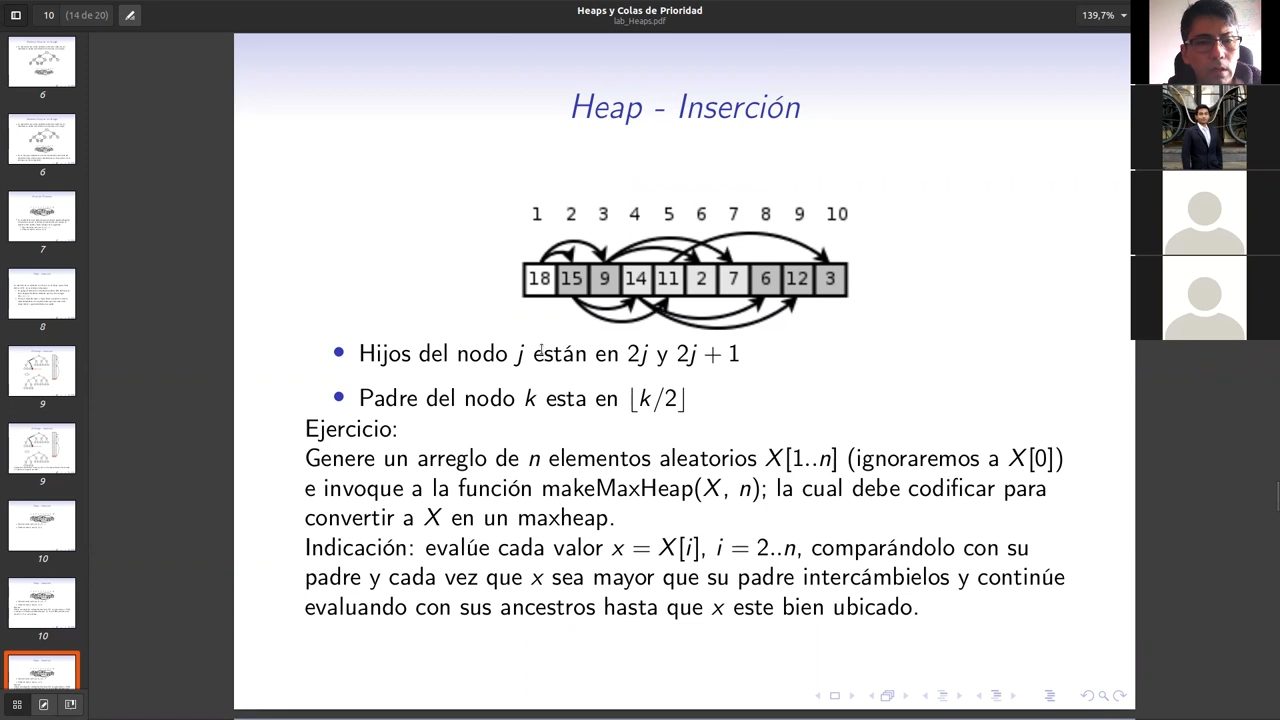 10 (14 de 20)
Heaps y Colas de Prioridad
lab_Heaps.pdf
139,7%
6
6
7
8
9
9
10
10
Heap - Inserción
1 2 3 4 5 6 7 8 9 10
18 15 9 14 11 2 7 6 12 3
• Hijos del nodo j están en 2j y 2j + 1
• Padre del nodo k esta en ⌊k/2⌋
Ejercicio:
Genere un arreglo de n elementos aleatorios X[1..n] (ignoraremos a X[0])
e invoque a la función makeMaxHeap(X, n); la cual debe codificar para
convertir a X en un maxheap.
Indicación: evalúe cada valor x = X[i], i = 2..n, comparándolo con su
padre y cada vez que x sea mayor que su padre intercámbielos y continúe
evaluando con sus ancestros hasta que x este bien ubicado.